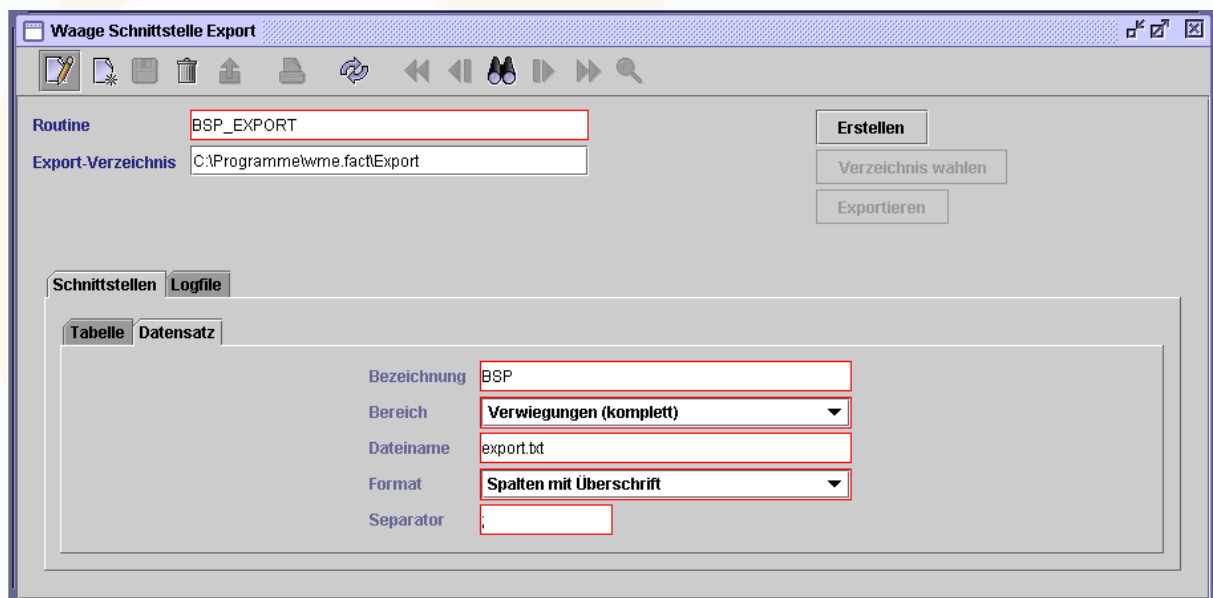 Waage Schnittstelle Export
Routine BSP_EXPORT Erstellen
Export-Verzeichnis C:\Programme\wme.fact\Export Verzeichnis wählen
Exportieren
Schnittstellen Logfile
Tabelle Datensatz
Bezeichnung BSP
Bereich Verwiegungen (komplett)
Dateiname export.txt
Format Spalten mit Überschrift
Separator ;